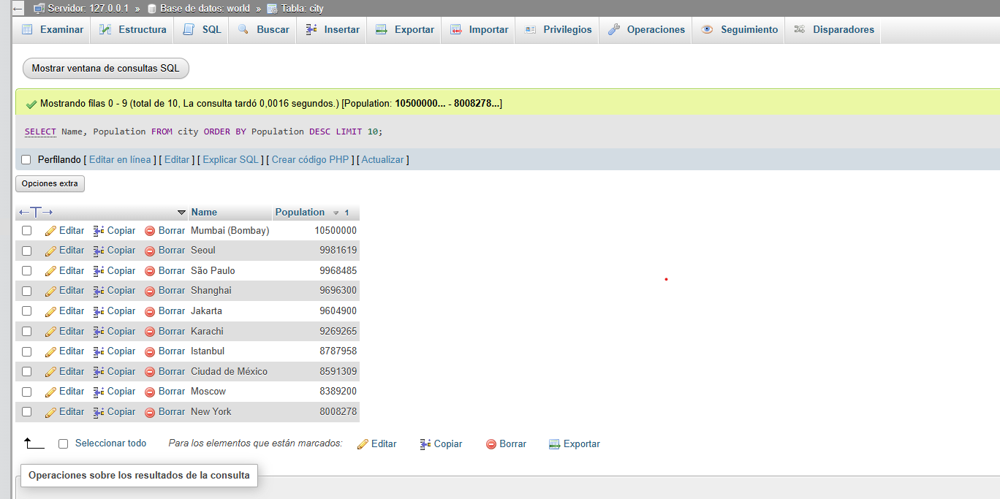 Servidor: 127.0.0.1 » Base de datos: world » Tabla: city
Examinar Estructura SQL Buscar Insertar Exportar Importar Privilegios Operaciones Seguimiento Disparadores
Mostrar ventana de consultas SQL
Mostrando filas 0 - 9 (total de 10, La consulta tardó 0,0016 segundos.) [Population: 10500000... - 8008278...]
SELECT Name, Population FROM city ORDER BY Population DESC LIMIT 10;
Perfilando [ Editar en línea ] [ Editar ] [ Explicar SQL ] [ Crear código PHP ] [ Actualizar ]
Opciones extra
←T→ Name Population 1
Editar Copiar Borrar Mumbai (Bombay) 10500000
Editar Copiar Borrar Seoul 9981619
Editar Copiar Borrar São Paulo 9968485
Editar Copiar Borrar Shanghai 9696300
Editar Copiar Borrar Jakarta 9604900
Editar Copiar Borrar Karachi 9269265
Editar Copiar Borrar Istanbul 8787958
Editar Copiar Borrar Ciudad de México 8591309
Editar Copiar Borrar Moscow 8389200
Editar Copiar Borrar New York 8008278
Seleccionar todo Para los elementos que están marcados: Editar Copiar Borrar Exportar
Operaciones sobre los resultados de la consulta